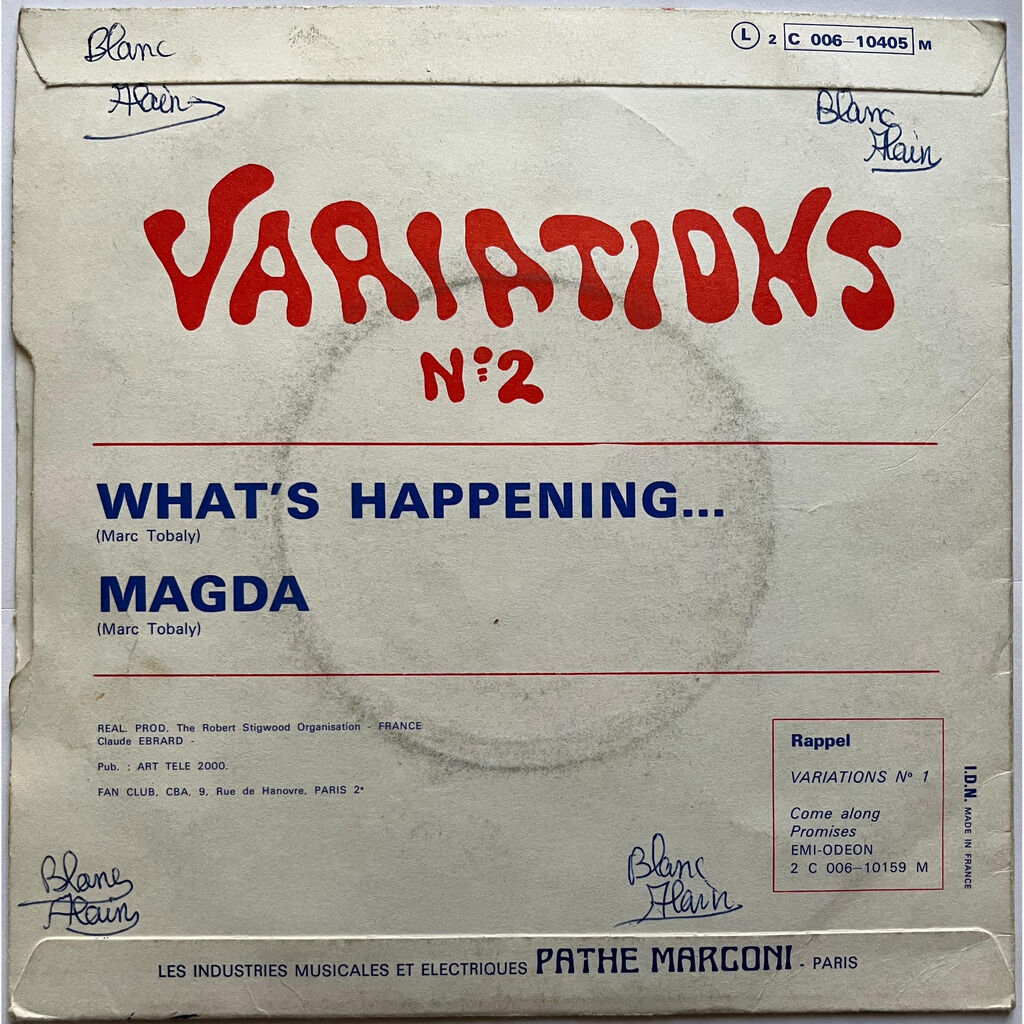 Blanc
Alain
Ⓛ 2 C 006–10405 M
Blanc
Alain
VARIATIONS
Nº 2
WHAT'S HAPPENING...
(Marc Tobaly)
MAGDA
(Marc Tobaly)
REAL. PROD. The Robert Stigwood Organisation - FRANCE
Claude EBRARD -
Pub. : ART TELE 2000.
FAN CLUB, CBA, 9, Rue de Hanovre, PARIS 2e
Rappel
VARIATIONS Nº 1
Come along
Promises
EMI-ODEON
2 C 006–10159 M
I.D.N. MADE IN FRANCE
Blanc
Alain
Blanc
Alain
LES INDUSTRIES MUSICALES ET ELECTRIQUES PATHE MARCONI - PARIS